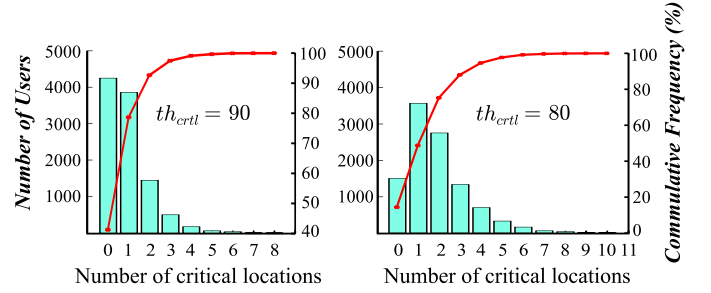 Number of Users
5000
4000
3000
2000
1000
th_crtl = 90
100
90
80
70
60
50
40
0 1 2 3 4 5 6 7 8
Number of critical locations
5000
4000
3000
2000
1000
th_crtl = 80
100
80
60
40
20
0
0 1 2 3 4 5 6 7 8 9 10 11
Number of critical locations
Commulative Frequency (%)